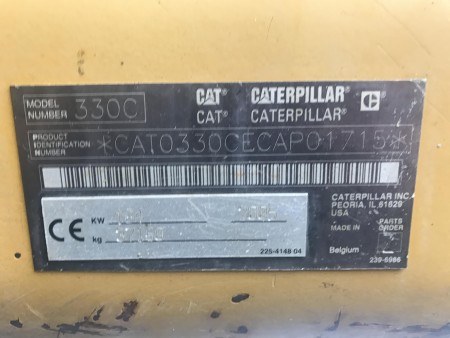 MODEL NUMBER 330C
CAT® CATERPILLAR® C®
CAT® CATERPILLAR®
PRODUCT IDENTIFICATION NUMBER *CAT0330CECAP01715*
CATERPILLAR INC.
PEORIA, IL 61629
USA
MADE IN PARTS ORDER
Belgium
CE KW
kg
225-4148 04
239-5956